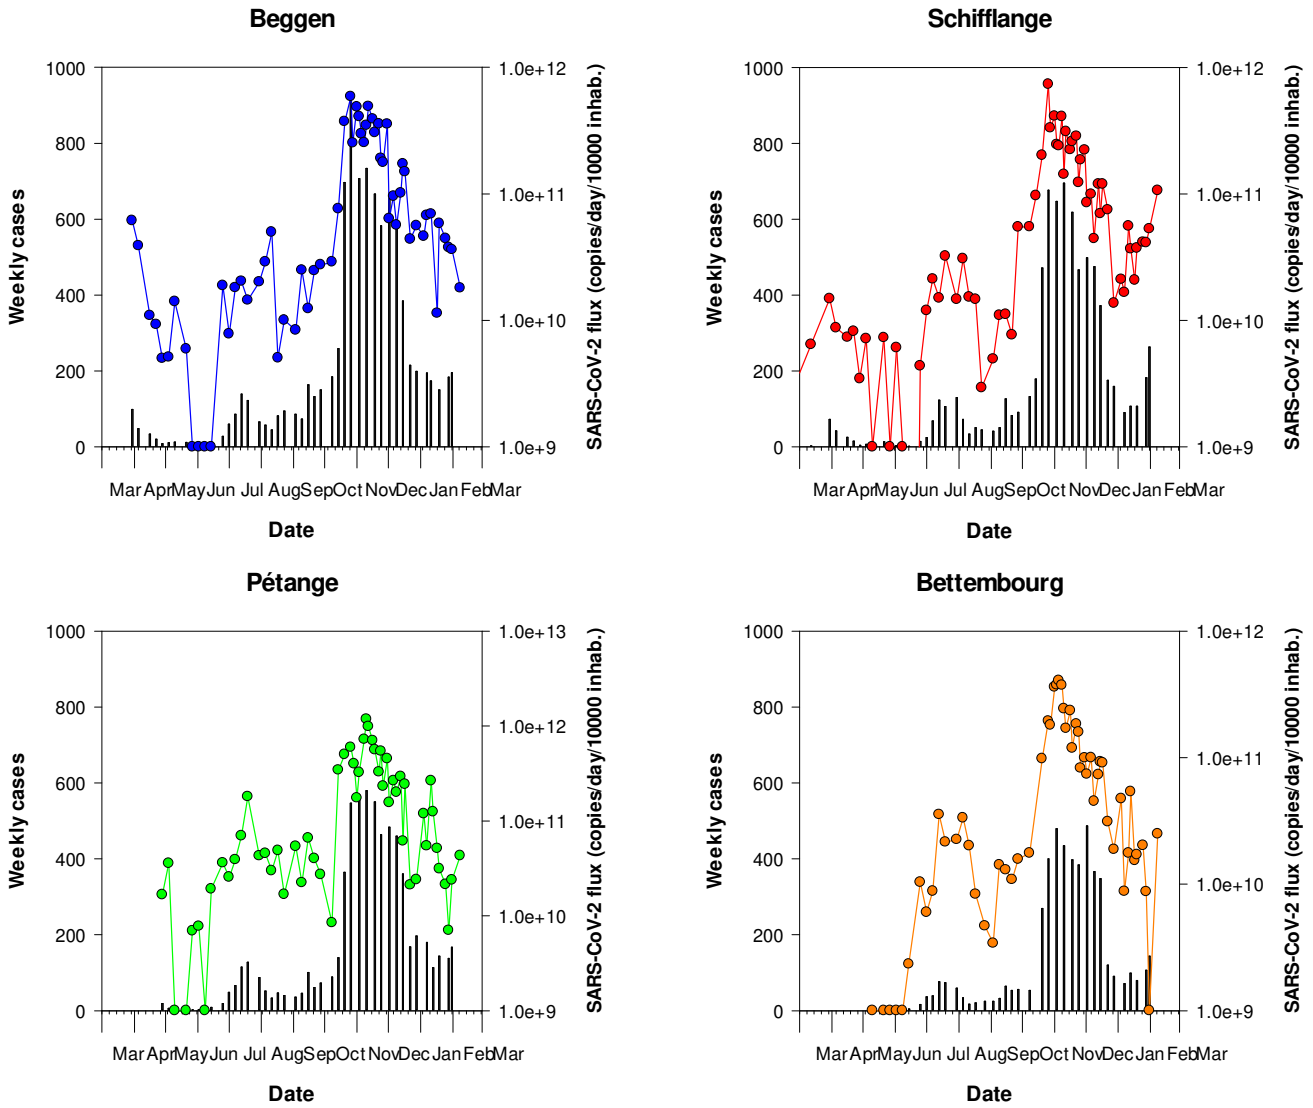 Beggen
Schifflange
1000
800
600
400
200
0
Weekly cases
1.0e+12
1.0e+11
1.0e+10
1.0e+9
SARS-CoV-2 flux (copies/day/10000 inhab.)
Mar Apr May Jun Jul Aug Sep Oct Nov Dec Jan Feb Mar
Date
1000
800
600
400
200
0
Weekly cases
1.0e+12
1.0e+11
1.0e+10
1.0e+9
SARS-CoV-2 flux (copies/day/10000 inhab.)
Mar Apr May Jun Jul Aug Sep Oct Nov Dec Jan Feb Mar
Date
Pétange
Bettembourg
1000
800
600
400
200
0
Weekly cases
1.0e+13
1.0e+12
1.0e+11
1.0e+10
1.0e+9
SARS-CoV-2 flux (copies/day/10000 inhab.)
Mar Apr May Jun Jul Aug Sep Oct Nov Dec Jan Feb Mar
Date
1000
800
600
400
200
0
Weekly cases
1.0e+12
1.0e+11
1.0e+10
1.0e+9
SARS-CoV-2 flux (copies/day/10000 inhab.)
Mar Apr May Jun Jul Aug Sep Oct Nov Dec Jan Feb Mar
Date